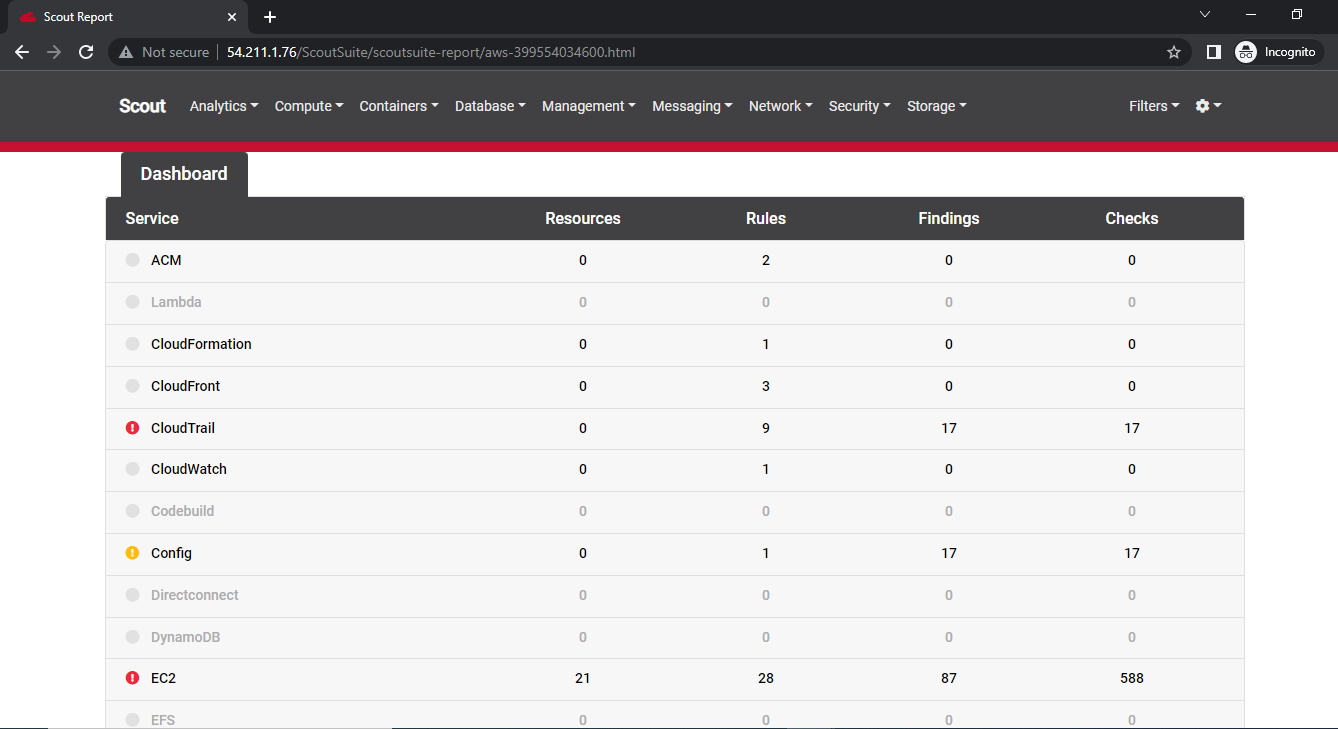 Scout Report
Not secure 54.211.1.76/ScoutSuite/scoutsuite-report/aws-399554034600.html Incognito
Scout Analytics Compute Containers Database Management Messaging Network Security Storage Filters
Dashboard
Service Resources Rules Findings Checks
ACM 0 2 0 0
Lambda 0 0 0 0
CloudFormation 0 1 0 0
CloudFront 0 3 0 0
CloudTrail 0 9 17 17
CloudWatch 0 1 0 0
Codebuild 0 0 0 0
Config 0 1 17 17
Directconnect 0 0 0 0
DynamoDB 0 0 0 0
EC2 21 28 87 588
EFS 0 0 0 0